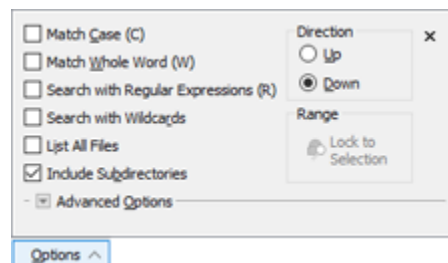 Match Case (C)
Match Whole Word (W)
Search with Regular Expressions (R)
Search with Wildcards
List All Files
Include Subdirectories
Advanced Options
Direction
Up
Down
Range
Lock to
Selection
Options